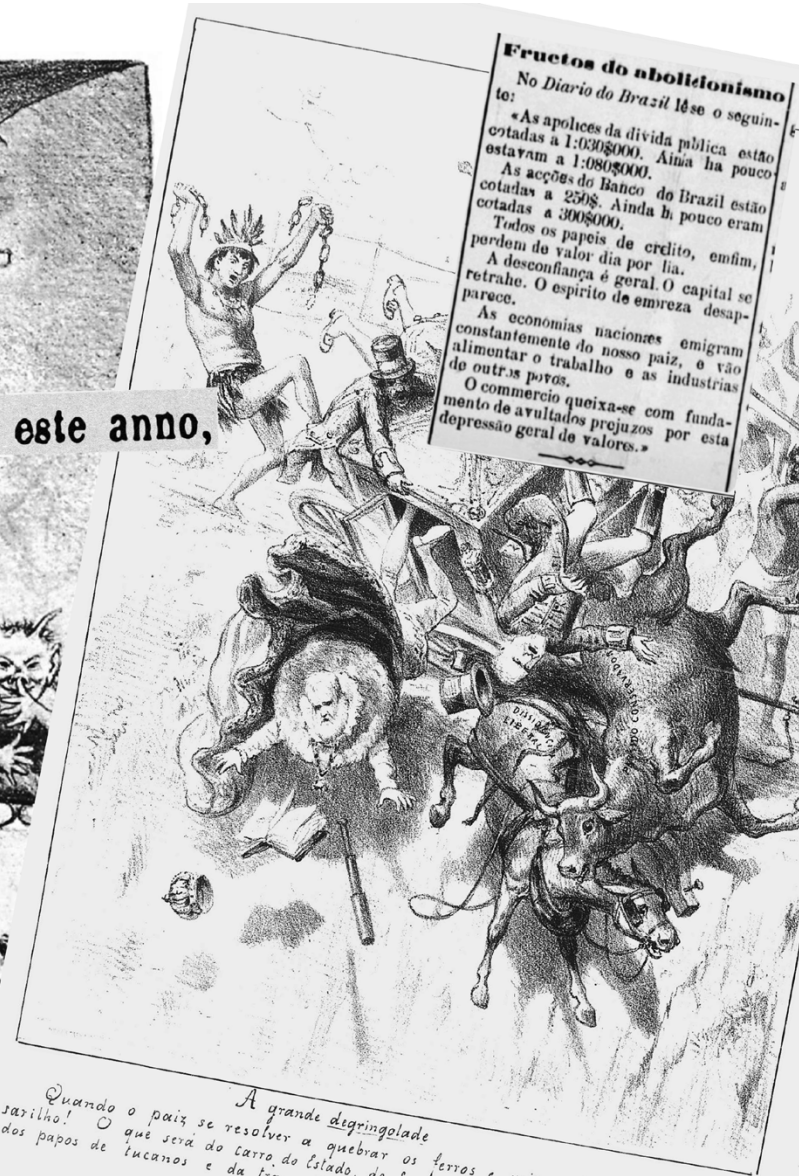 Fructos do abolicionismo
No Diario do Brazil lêse o seguin-
te:
«As apolices da divida publica estão
cotadas a 1:030$000. Ainia ha pouco
estavam a 1:080$000.
As acções do Banco do Brazil estão
cotadas a 250$. Ainda h pouco eram
cotadas a 300$000.
Todos os papeis de credito, emfim,
perdem de valor dia por lia.
A desconfiança é geral. O capital se
retrahe. O espirito de empreza desap-
parece.
As economias nacionaes emigram
constantemente do nosso paiz, e vão
alimentar o trabalho e as industrias
de outros povos.
O commercio queixa-se com funda-
mento de avultados prejuzos por esta
depressão geral de valores.»
este anno,
LIBERAL
CONSERVADOR
A grande degringolade
Quando o paiz se resolver a quebrar os ferros
sarilho! O que será do carro do Estado,
dos papos de tucanos e da